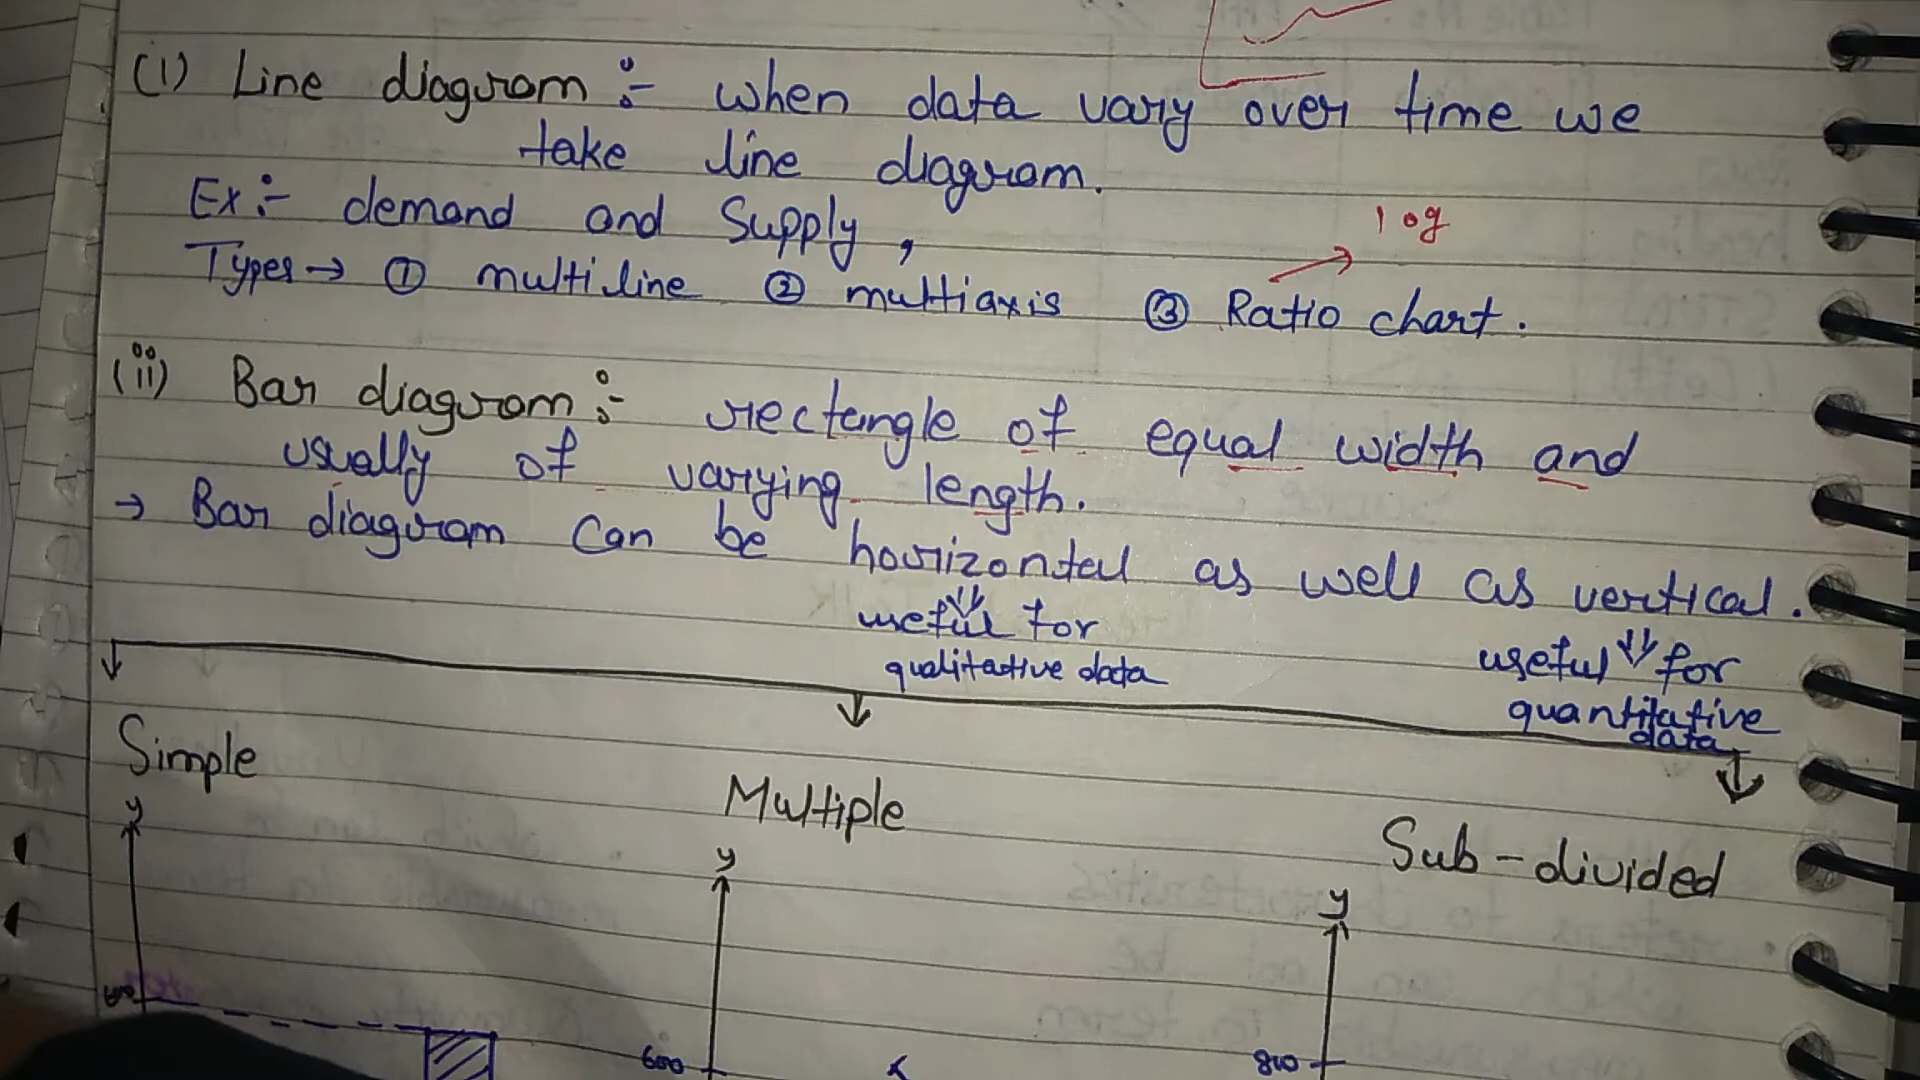 (i) Line diagram :- when data vary over time we
take line diagram.
Ex :- demand and Supply,
log
Types → ① multiline ② multiaxis ③ Ratio chart.
(ii) Bar diagram :- rectangle of equal width and
usually of varying length.
→ Bar diagram can be horizontal as well as vertical.
useful for
qualitative data
useful for
quantitative
data
Simple
Multiple
Sub-divided
y
y
y
600
800